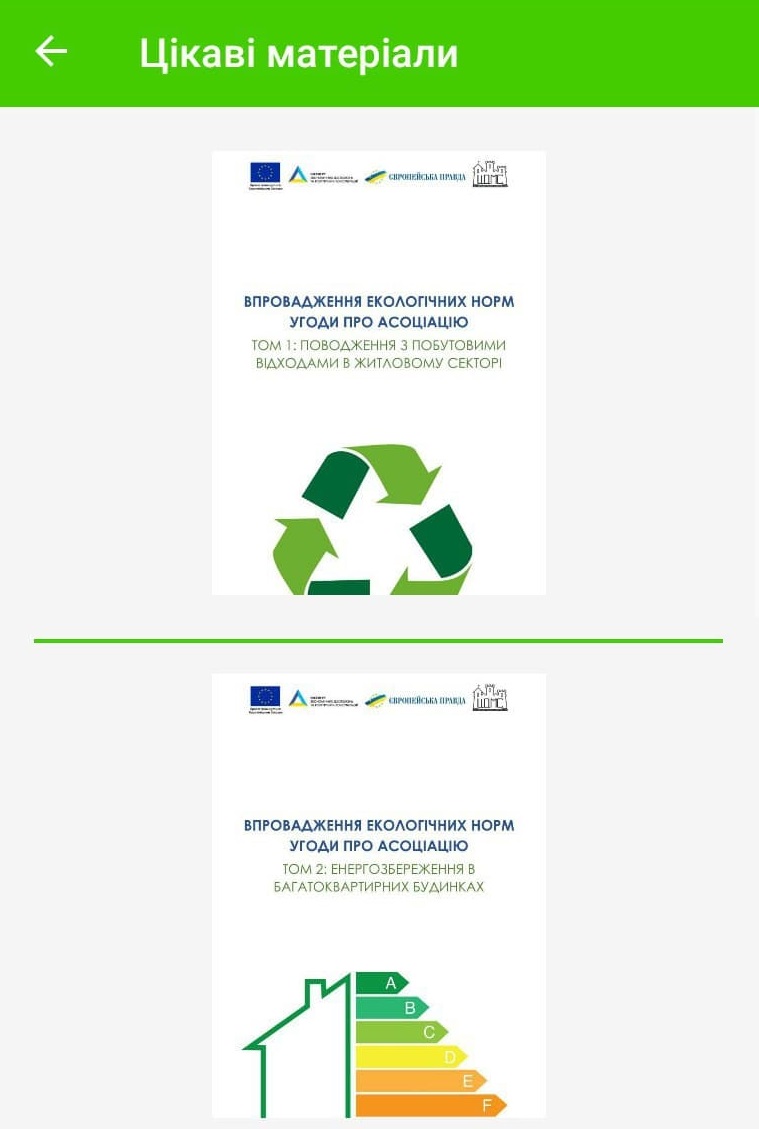 Цікаві матеріали
ЄВРОПЕЙСЬКА ПРАВДА
ВПРОВАДЖЕННЯ ЕКОЛОГІЧНИХ НОРМ
УГОДИ ПРО АСОЦІАЦІЮ
ТОМ 1: ПОВОДЖЕННЯ З ПОБУТОВИМИ
ВІДХОДАМИ В ЖИТЛОВОМУ СЕКТОРІ
ЄВРОПЕЙСЬКА ПРАВДА
ВПРОВАДЖЕННЯ ЕКОЛОГІЧНИХ НОРМ
УГОДИ ПРО АСОЦІАЦІЮ
ТОМ 2: ЕНЕРГОЗБЕРЕЖЕННЯ В
БАГАТОКВАРТИРНИХ БУДИНКАХ
A
B
C
D
E
F